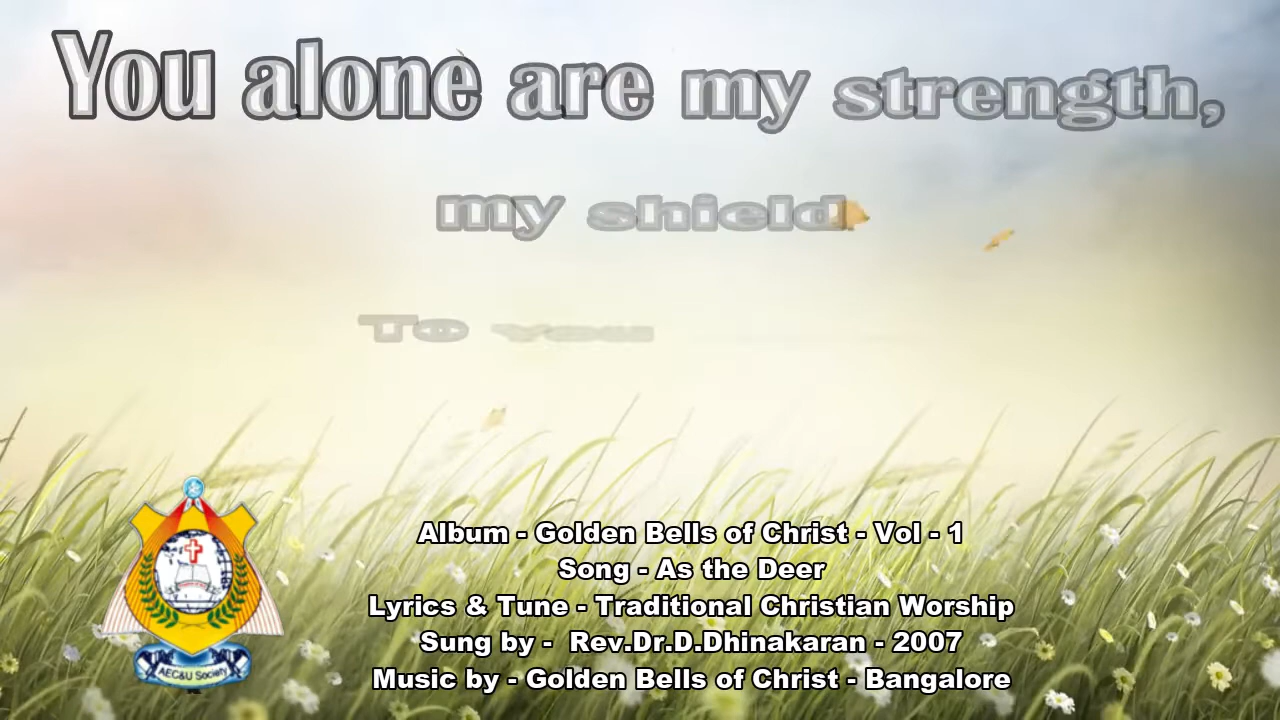 You alone are my strength,
my shield
To you
Album - Golden Bells of Christ - Vol - 1
Song - As the Deer
Lyrics & Tune - Traditional Christian Worship
Sung by -  Rev.Dr.D.Dhinakaran - 2007
Music by - Golden Bells of Christ - Bangalore
AEC&U Society